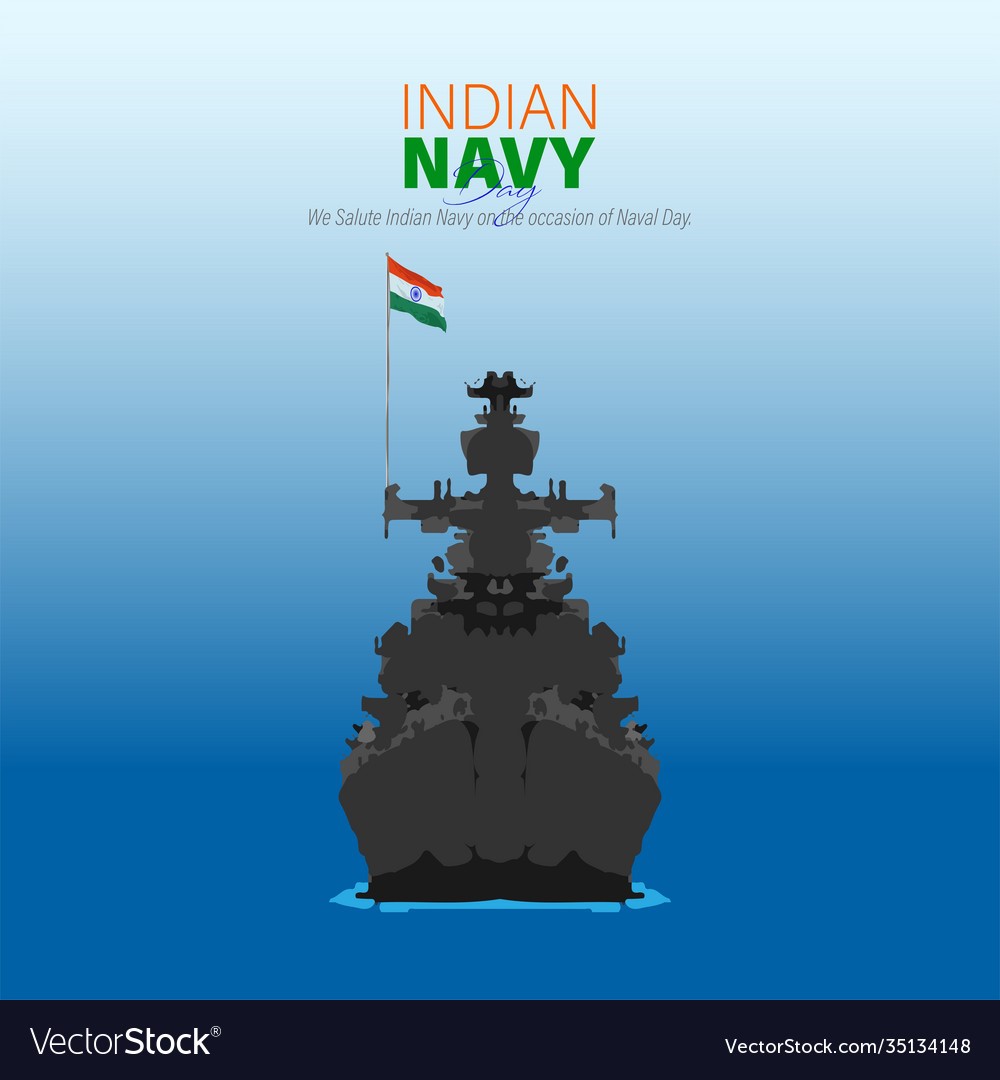 INDIAN
NAVY
Day
We Salute Indian Navy on the occasion of Naval Day.
VectorStock®
VectorStock.com/35134148